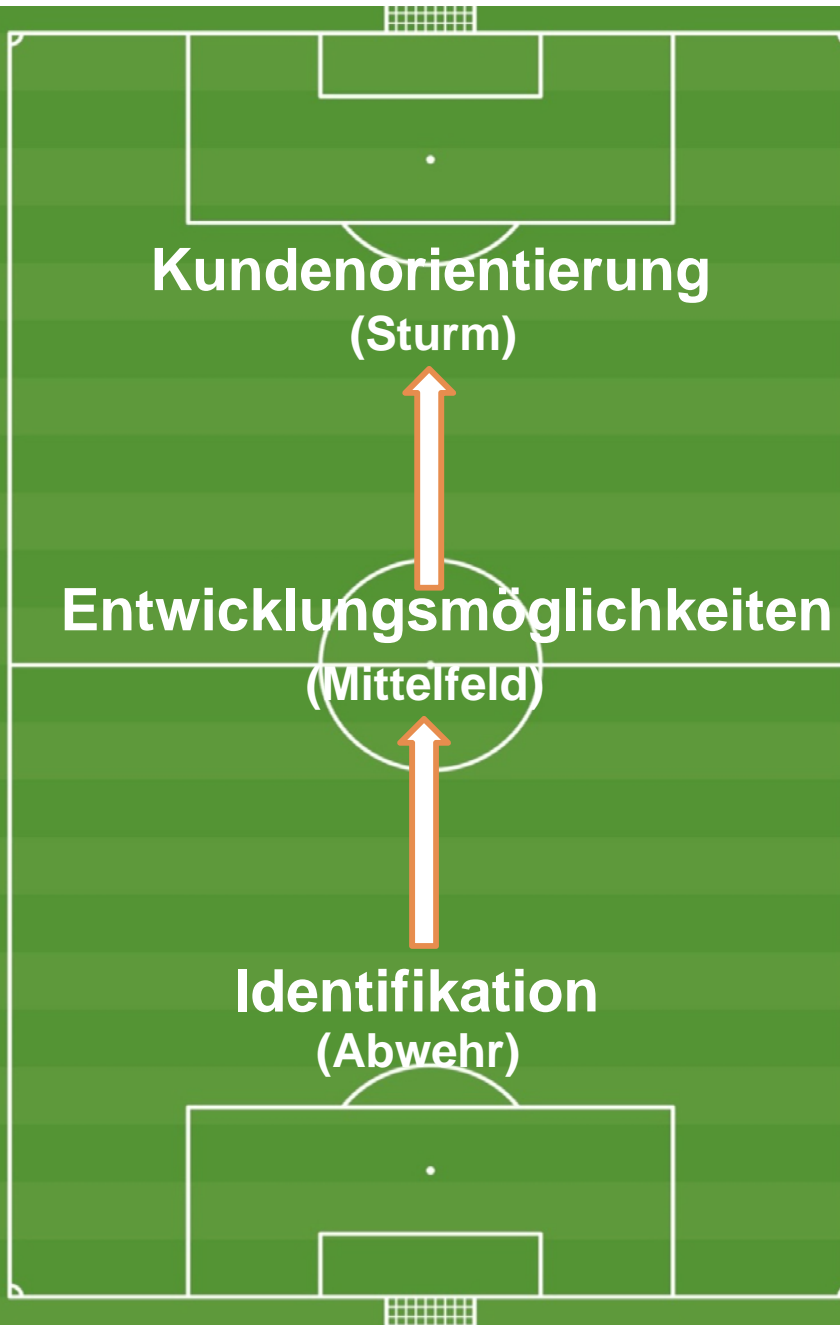 Kundenorientierung
(Sturm)
Entwicklungsmöglichkeiten
(Mittelfeld)
Identifikation
(Abwehr)